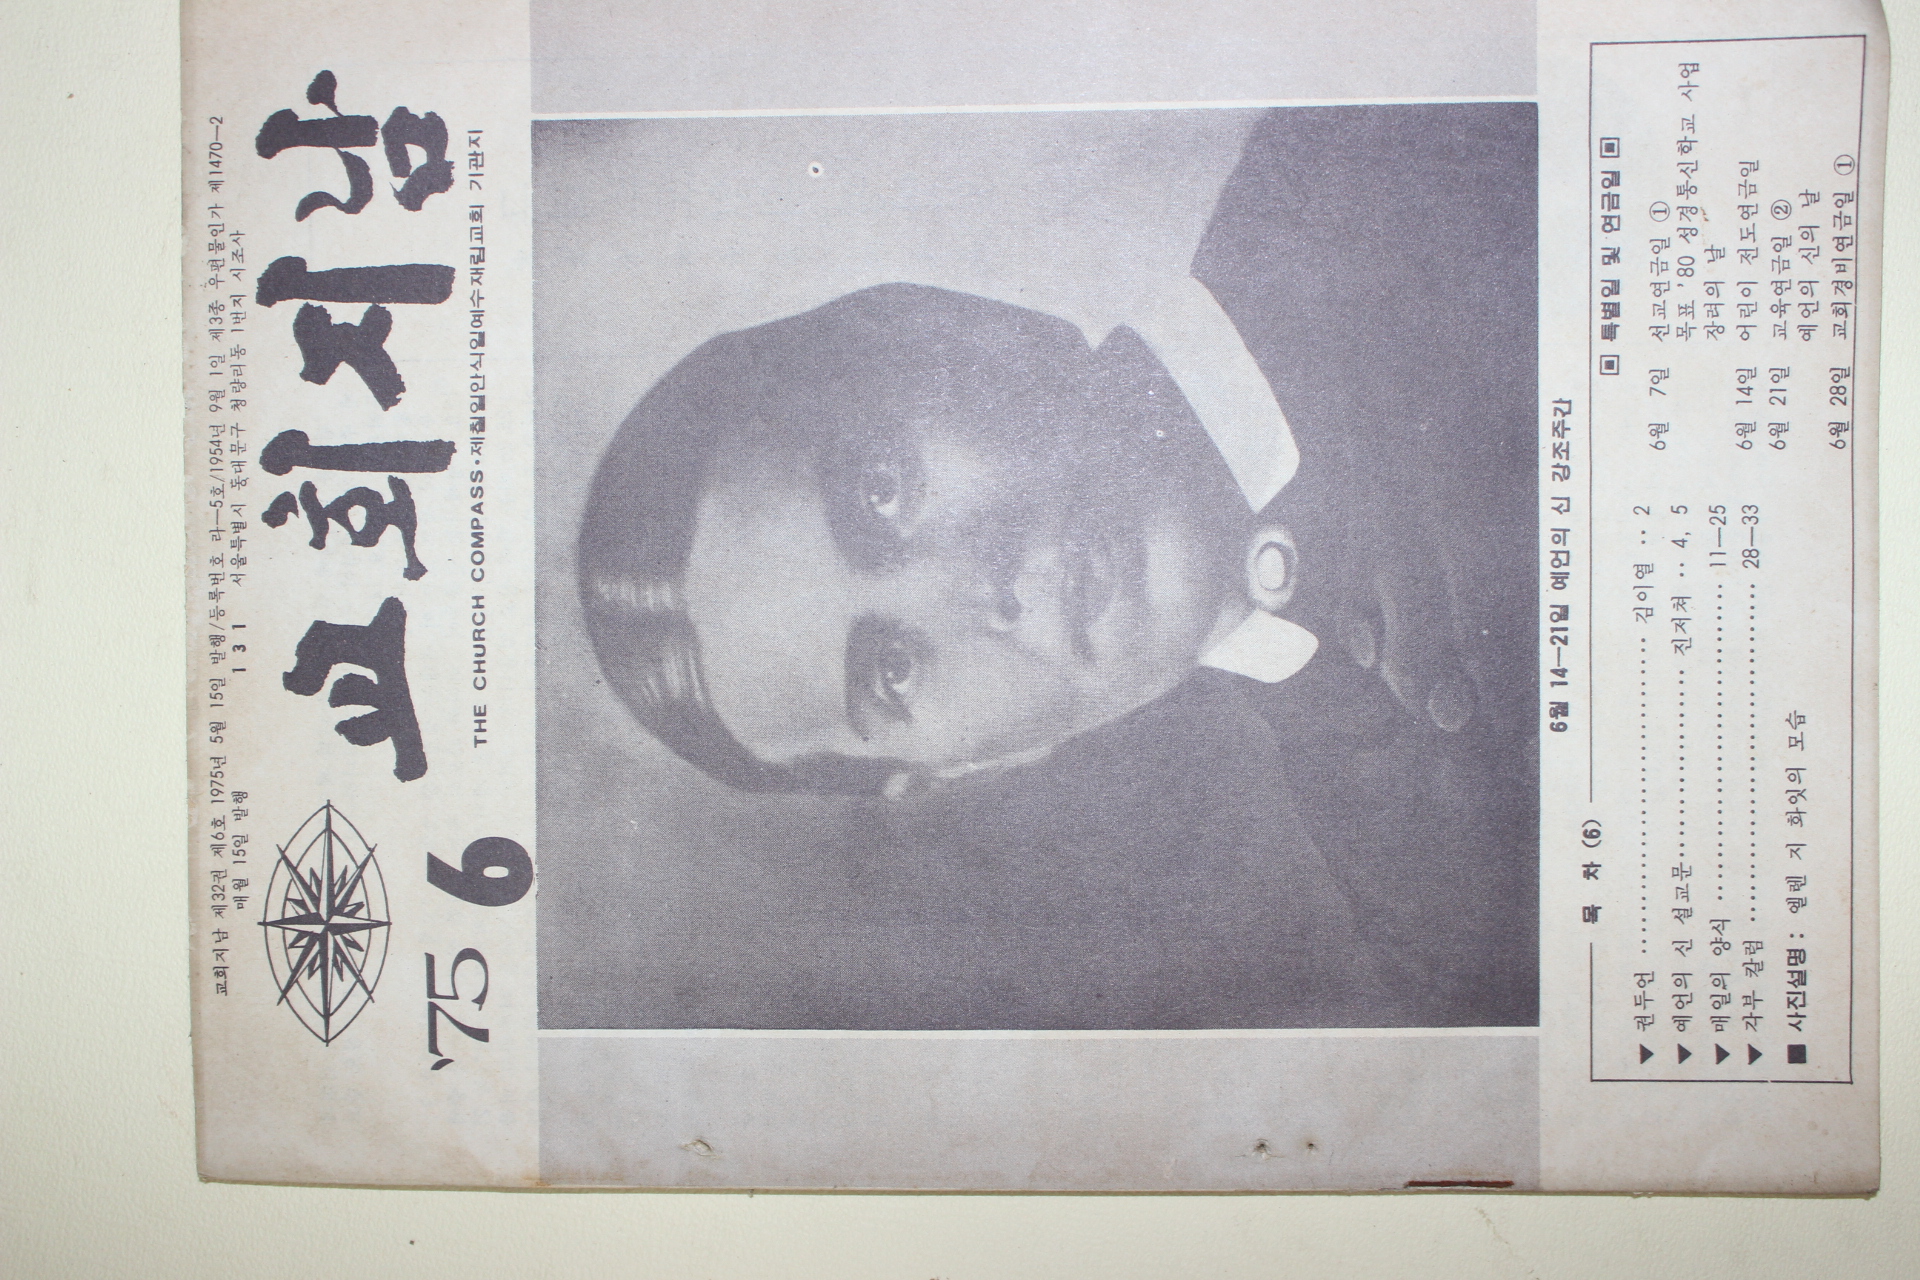 교회지남 제32권 제6호 1975년 5월 15일 발행/등록번호 라—5호/1954년 9월 1일 제3종 우편물인가 제1470—2
매월 15일 발행 131 서울특별시 동대문구 청량리동 1번지 시조사
교회지남
'75 6
THE CHURCH COMPASS·제칠일안식일예수재림교회 기관지
6월 14—21일 예언의 신 강조주간
목 차 (6)
▼ 권두언 ………… 김이열 ‥ 2
▼ 예언의 신 설교문 ………… 진저쳐 ‥ 4, 5
▼ 매일의 양식 ………… 11—25
▼ 각부 칼럼 ………… 28—33
■ 사진설명 : 엘렌 지 화잇의 모습
▣ 특별일 및 연금일 ▣
6월 7일 선교연금일 ①
목표 '80 성경통신학교 사업
장려의 날
6월 14일 어린이 전도연금일
6월 21일 교육연금일 ②
예언의 신의 날
6월 28일 교회경비연금일 ①